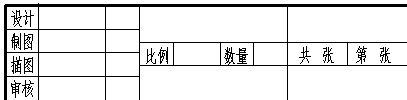 设计
制图
描图
审核
比例 数量 共 张 第 张